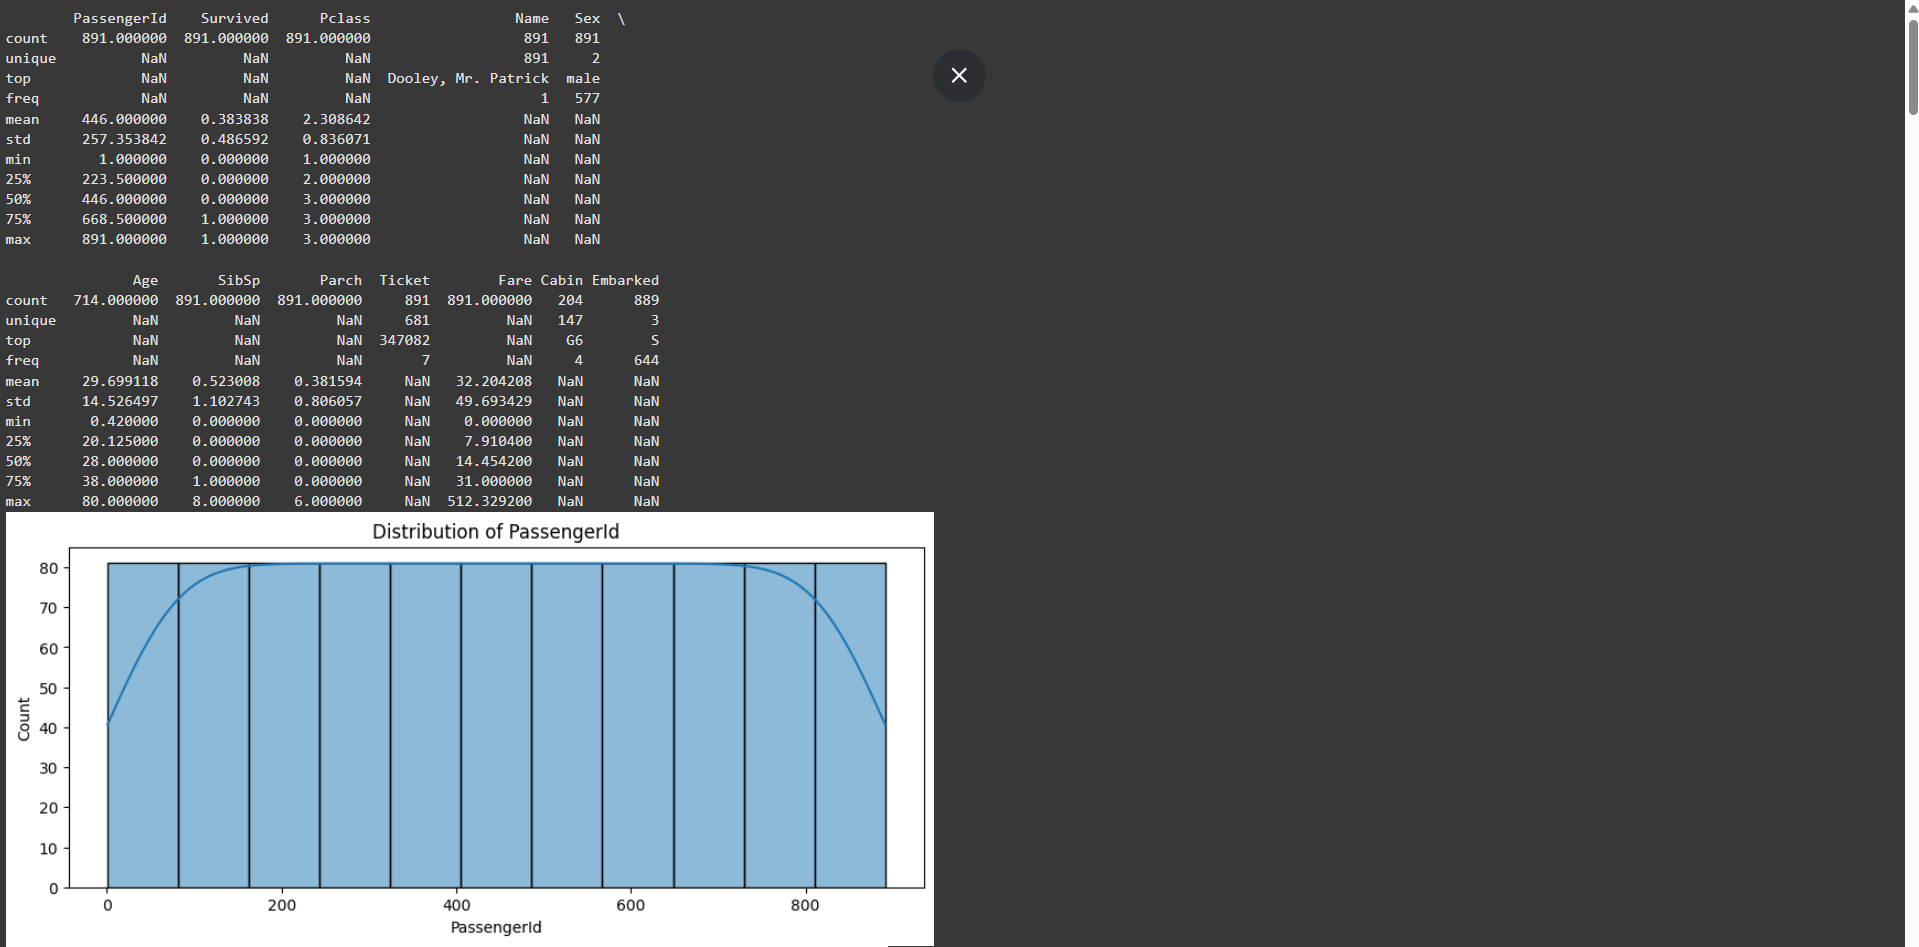 PassengerId Survived Pclass Name Sex \
count 891.000000 891.000000 891.000000 891 891
unique NaN NaN NaN 891 2
top NaN NaN NaN Dooley, Mr. Patrick male
freq NaN NaN NaN 1 577
mean 446.000000 0.383838 2.308642 NaN NaN
std 257.353842 0.486592 0.836071 NaN NaN
min 1.000000 0.000000 1.000000 NaN NaN
25% 223.500000 0.000000 2.000000 NaN NaN
50% 446.000000 0.000000 3.000000 NaN NaN
75% 668.500000 1.000000 3.000000 NaN NaN
max 891.000000 1.000000 3.000000 NaN NaN
Age SibSp Parch Ticket Fare Cabin Embarked
count 714.000000 891.000000 891.000000 891 891.000000 204 889
unique NaN NaN NaN 681 NaN 147 3
top NaN NaN NaN 347082 NaN G6 S
freq NaN NaN NaN 7 NaN 4 644
mean 29.699118 0.523008 0.381594 NaN 32.204208 NaN NaN
std 14.526497 1.102743 0.806057 NaN 49.693429 NaN NaN
min 0.420000 0.000000 0.000000 NaN 0.000000 NaN NaN
25% 20.125000 0.000000 0.000000 NaN 7.910400 NaN NaN
50% 28.000000 0.000000 0.000000 NaN 14.454200 NaN NaN
75% 38.000000 1.000000 0.000000 NaN 31.000000 NaN NaN
max 80.000000 8.000000 6.000000 NaN 512.329200 NaN NaN
Distribution of PassengerId
80
70
60
50
40
30
20
10
0
Count
0 200 400 600 800
PassengerId